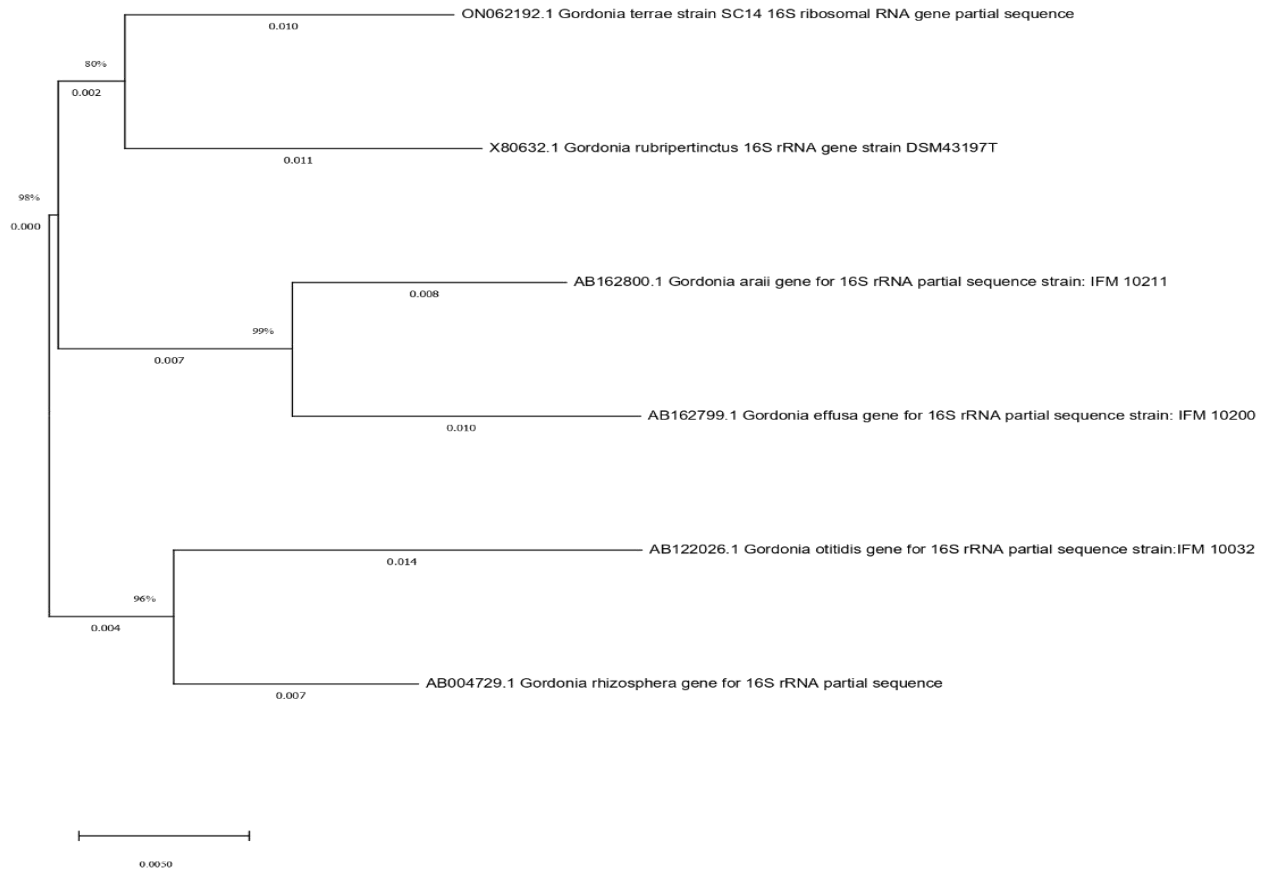 ON062192.1 Gordonia terrae strain SC14 16S ribosomal RNA gene partial sequence
0.010
80%
0.002
X80632.1 Gordonia rubripertinctus 16S rRNA gene strain DSM43197T
0.011
98%
0.000
AB162800.1 Gordonia araii gene for 16S rRNA partial sequence strain: IFM 10211
0.008
99%
0.007
AB162799.1 Gordonia effusa gene for 16S rRNA partial sequence strain: IFM 10200
0.010
AB122026.1 Gordonia otitidis gene for 16S rRNA partial sequence strain:IFM 10032
0.014
96%
0.004
AB004729.1 Gordonia rhizosphera gene for 16S rRNA partial sequence
0.007
0.0050